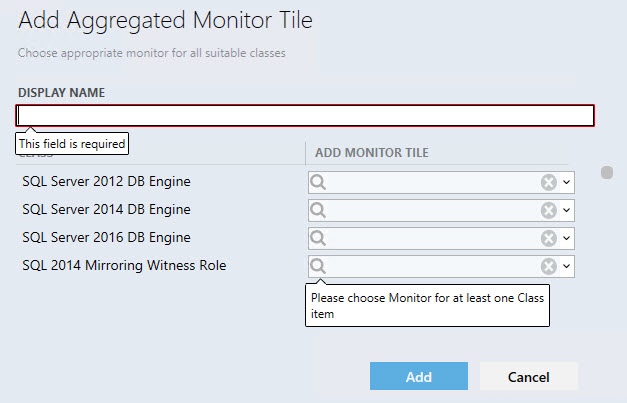 Add Aggregated Monitor Tile
Choose appropriate monitor for all suitable classes
DISPLAY NAME
This field is required
CLASS
ADD MONITOR TILE
SQL Server 2012 DB Engine
SQL Server 2014 DB Engine
SQL Server 2016 DB Engine
SQL 2014 Mirroring Witness Role
Please choose Monitor for at least one Class
item
Add
Cancel